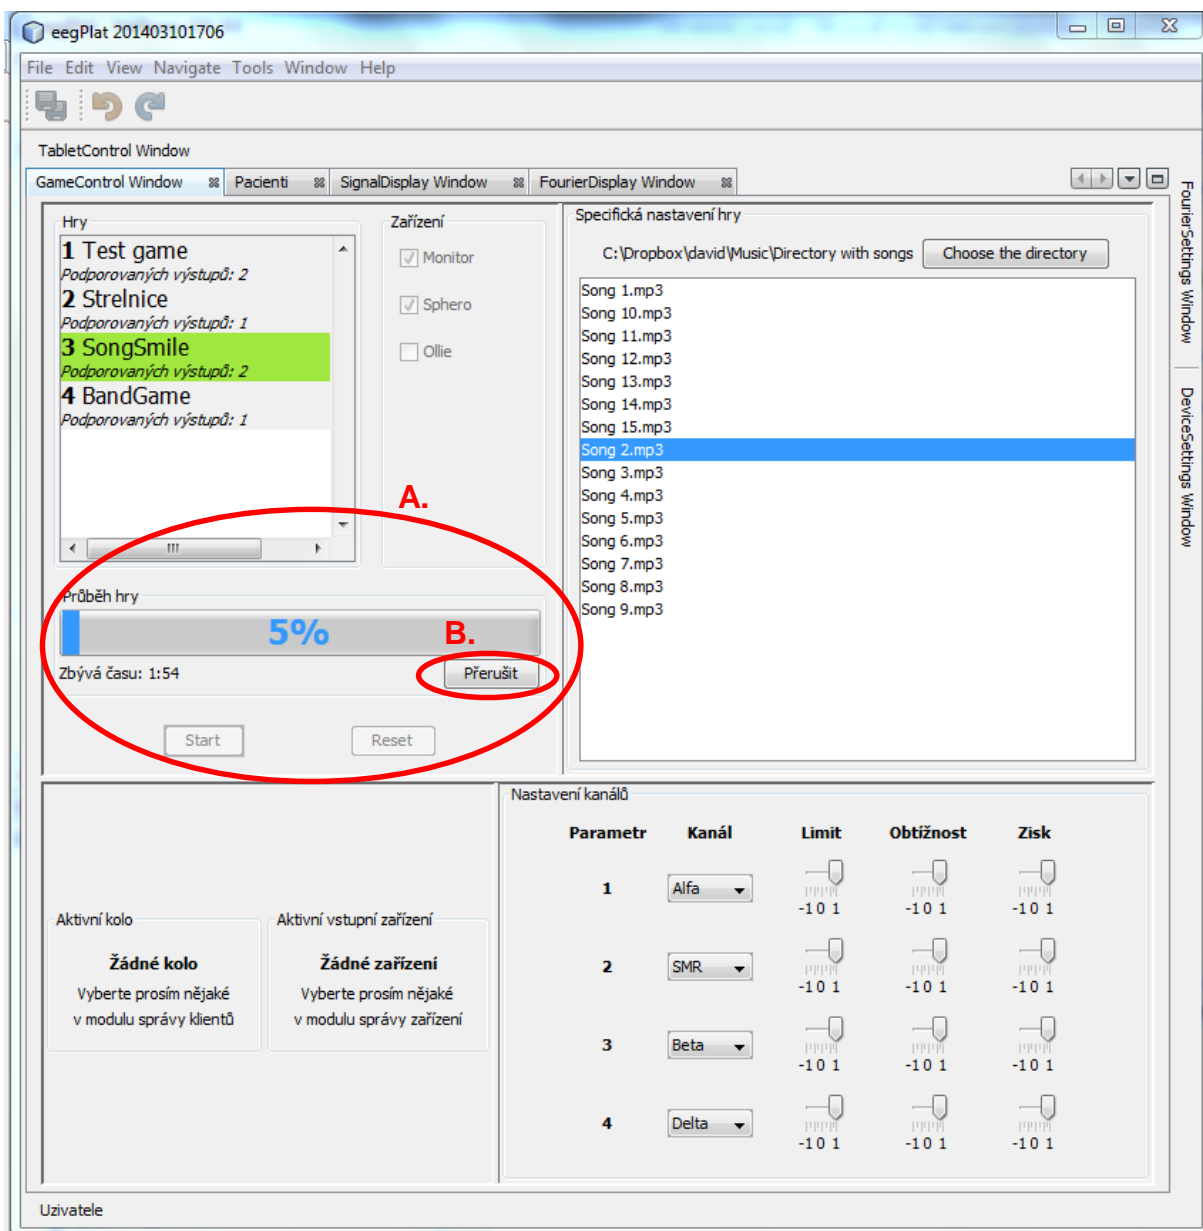 eegPlat 201403101706
File Edit View Navigate Tools Window Help
TabletControl Window
GameControl Window
Pacienti
SignalDisplay Window
FourierDisplay Window
FourierSettings Window
DeviceSettings Window
Hry
1 Test game
Podporovaných výstupů: 2
2 Strelnice
Podporovaných výstupů: 1
3 SongSmile
Podporovaných výstupů: 2
4 BandGame
Podporovaných výstupů: 1
Zařízení
Monitor
Sphero
Ollie
Specifická nastavení hry
C:\Dropbox\david\Music\Directory with songs
Choose the directory
Song 1.mp3
Song 10.mp3
Song 11.mp3
Song 12.mp3
Song 13.mp3
Song 14.mp3
Song 15.mp3
Song 2.mp3
Song 3.mp3
Song 4.mp3
Song 5.mp3
Song 6.mp3
Song 7.mp3
Song 8.mp3
Song 9.mp3
A.
Průběh hry
5%
B.
Zbývá času: 1:54
Přerušit
Start
Reset
Aktivní kolo
Žádné kolo
Vyberte prosím nějaké
v modulu správy klientů
Aktivní vstupní zařízení
Žádné zařízení
Vyberte prosím nějaké
v modulu správy zařízení
Nastavení kanálů
Parametr Kanál Limit Obtížnost Zisk
1 Alfa
-1 0 1 -1 0 1 -1 0 1
2 SMR
-1 0 1 -1 0 1 -1 0 1
3 Beta
-1 0 1 -1 0 1 -1 0 1
4 Delta
-1 0 1 -1 0 1 -1 0 1
Uzivatele